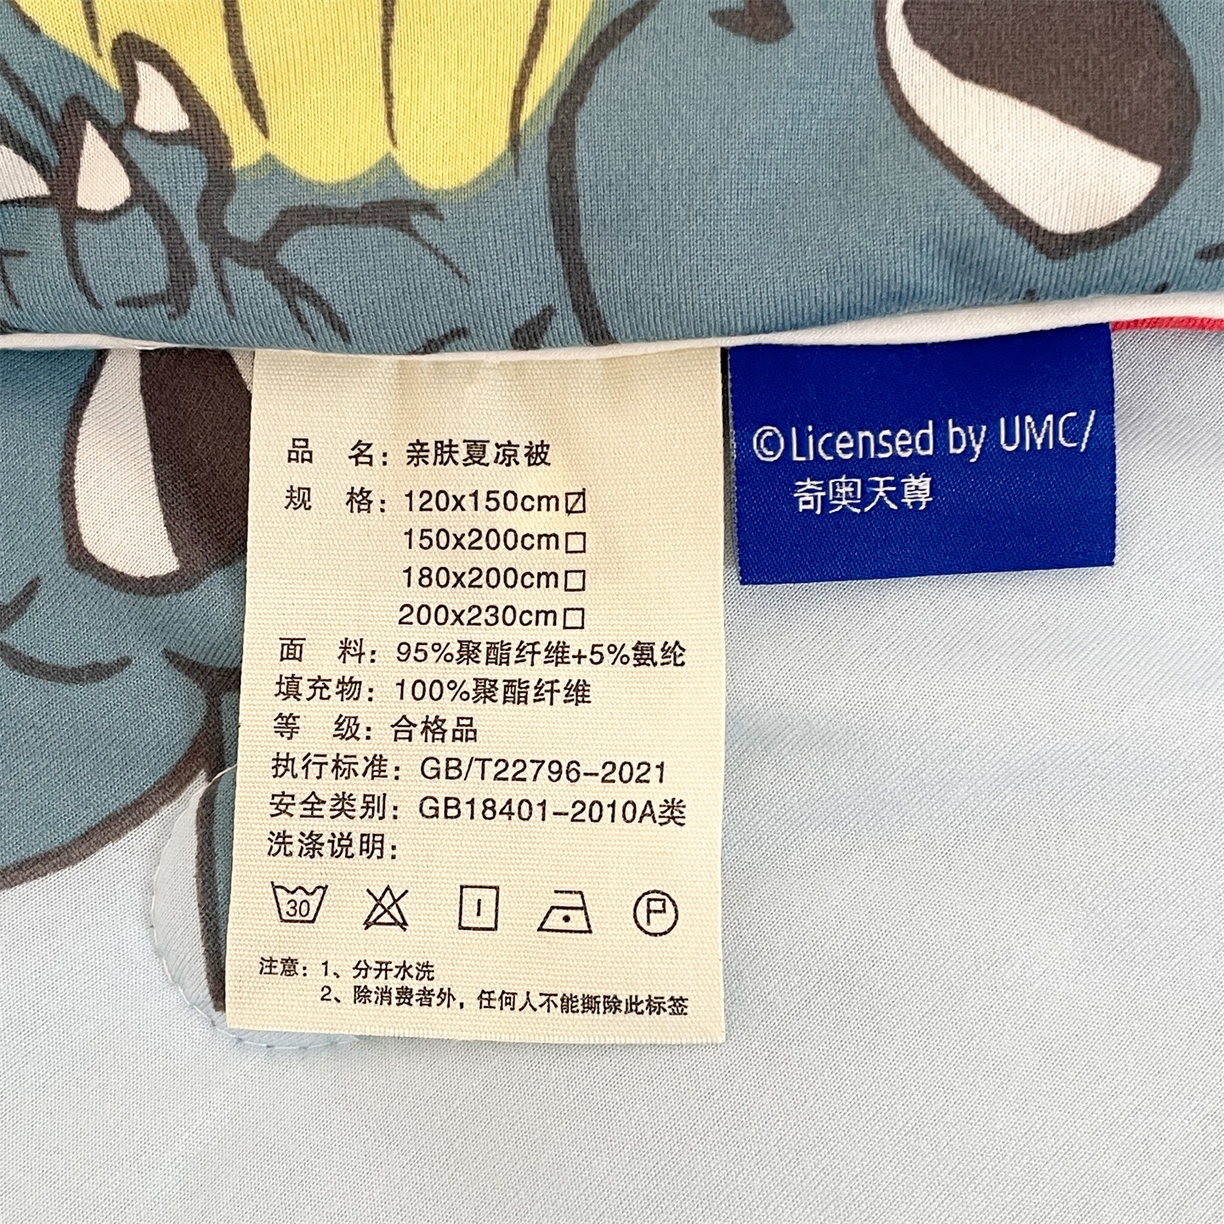 品 名：亲肤夏凉被
规 格：120x150cm☑
150x200cm□
180x200cm□
200x230cm□
面 料：95%聚酯纤维+5%氨纶
填充物：100%聚酯纤维
等 级：合格品
执行标准：GB/T22796-2021
安全类别：GB18401-2010A类
洗涤说明：
30 P
注意：1、分开水洗
2、除消费者外，任何人不能撕除此标签
©Licensed by UMC/
奇奥天尊